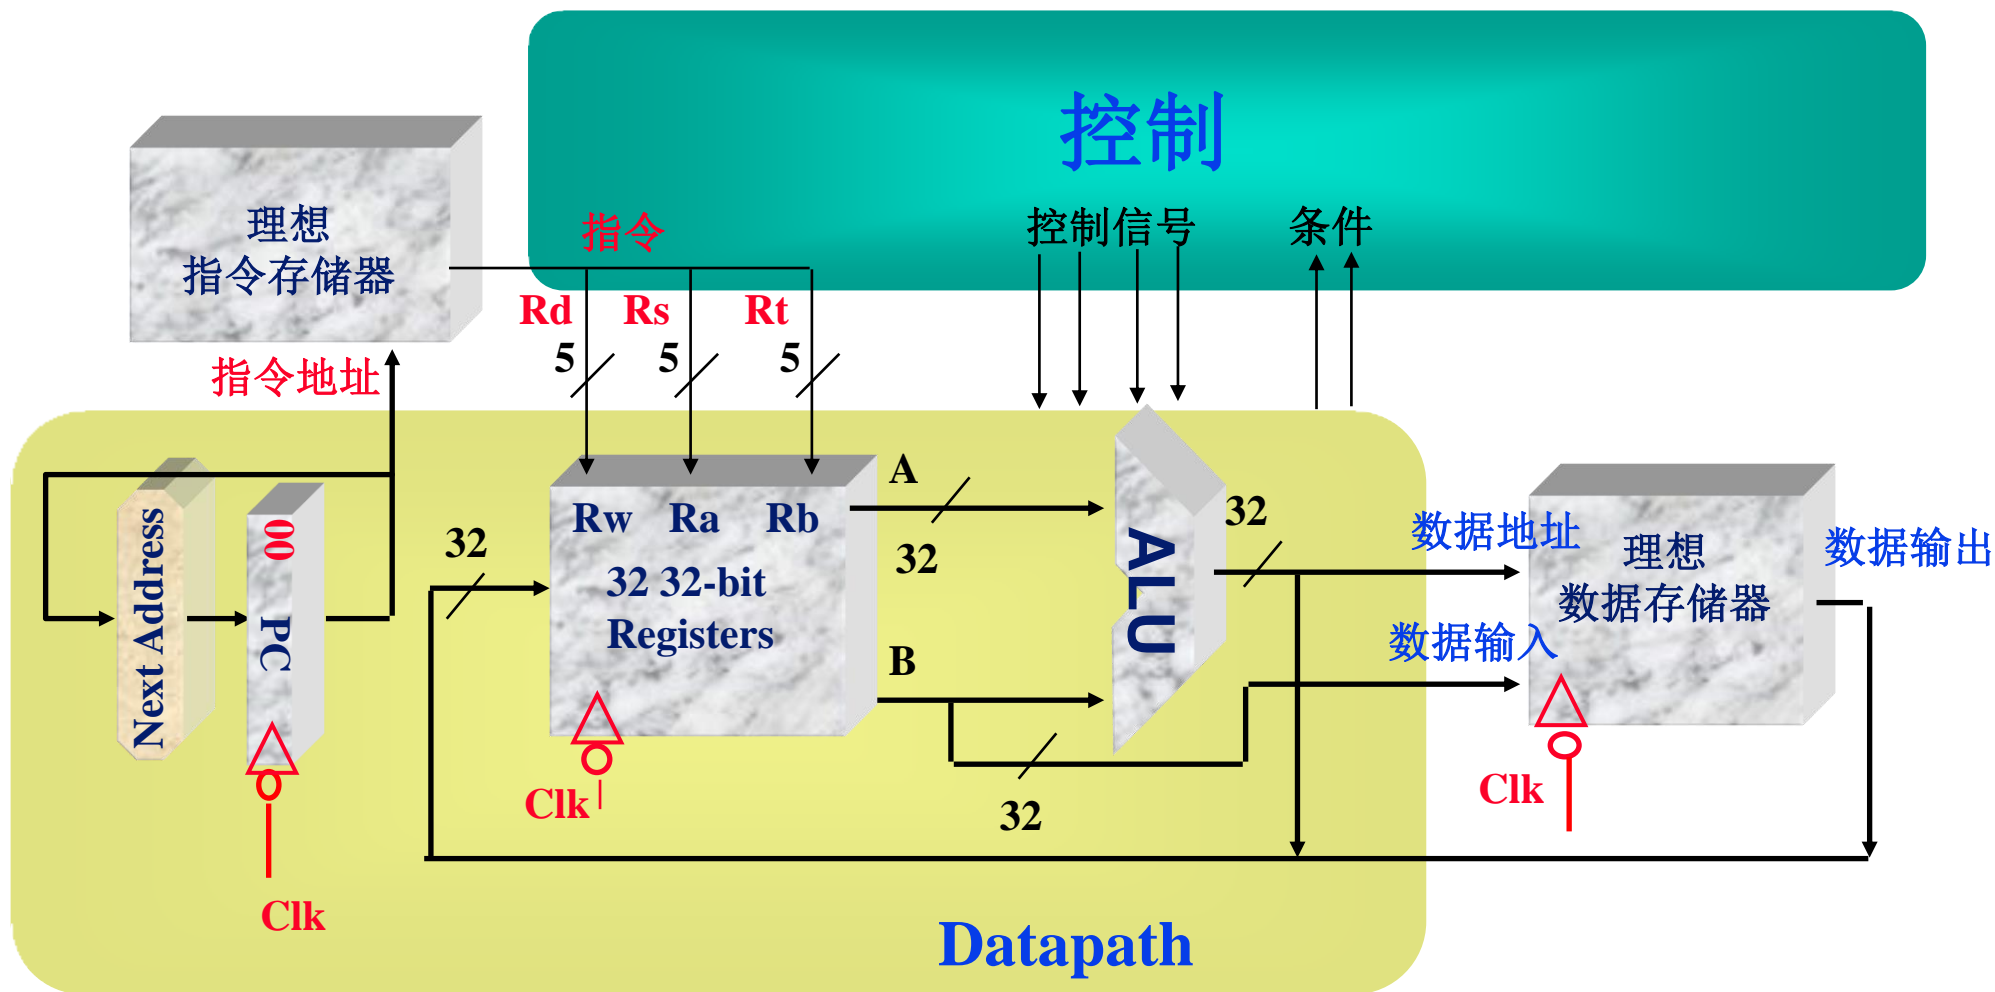 控制
控制信号
条件
理想
指令存储器
指令
Rd
Rs
Rt
5
5
5
指令地址
Next Address
PC
00
Clk
32
Rw Ra Rb
32 32-bit
Registers
Clk
A
32
B
32
ALU
32
数据地址
数据输入
理想
数据存储器
数据输出
Clk
Datapath